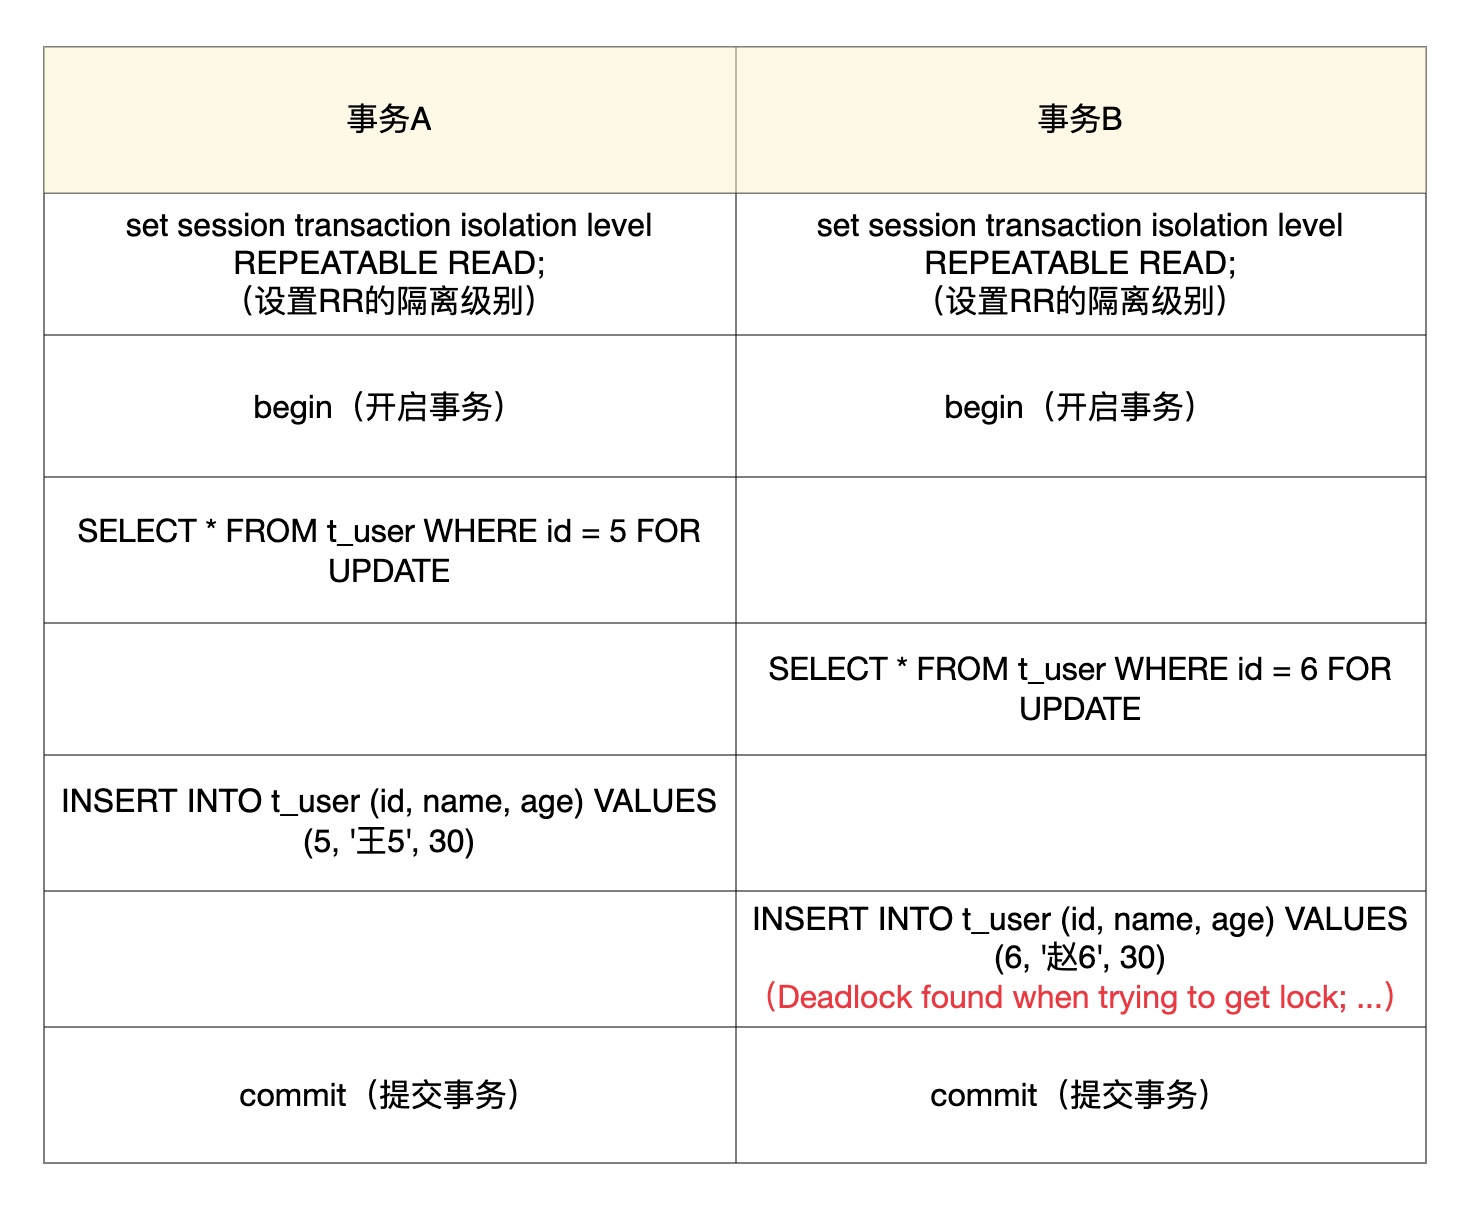 事务A
事务B
set session transaction isolation level
REPEATABLE READ;
（设置RR的隔离级别）
set session transaction isolation level
REPEATABLE READ;
（设置RR的隔离级别）
begin（开启事务）
begin（开启事务）
SELECT * FROM t_user WHERE id = 5 FOR
UPDATE
SELECT * FROM t_user WHERE id = 6 FOR
UPDATE
INSERT INTO t_user (id, name, age) VALUES
(5, '王5', 30)
INSERT INTO t_user (id, name, age) VALUES
(6, '赵6', 30)
（Deadlock found when trying to get lock; ...）
commit（提交事务）
commit（提交事务）